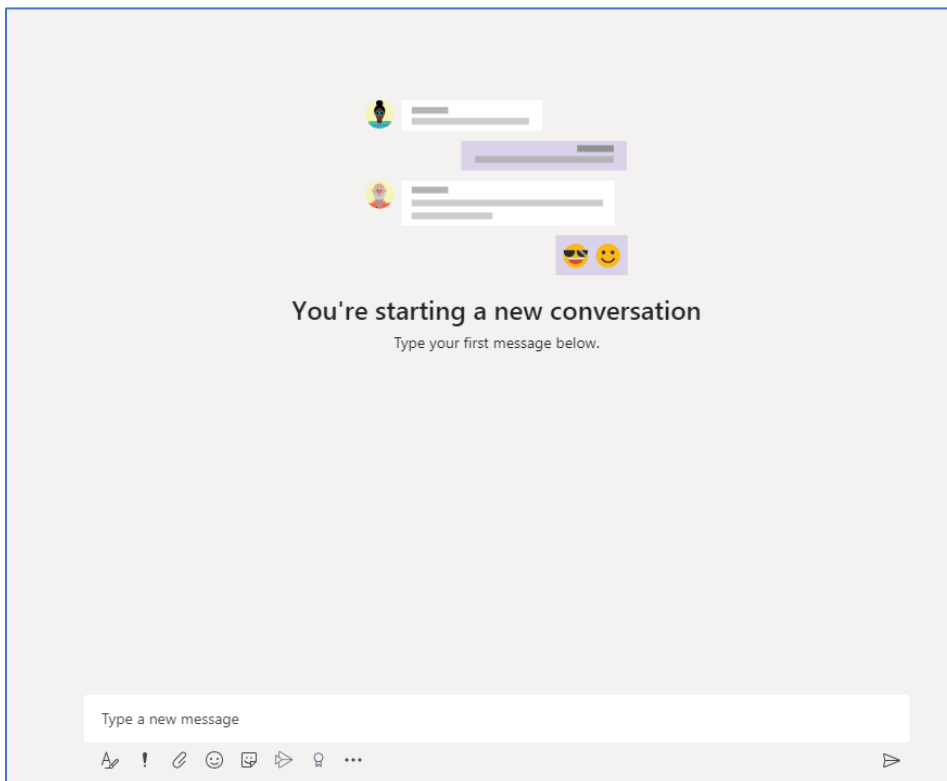 You're starting a new conversation
Type your first message below.
Type a new message